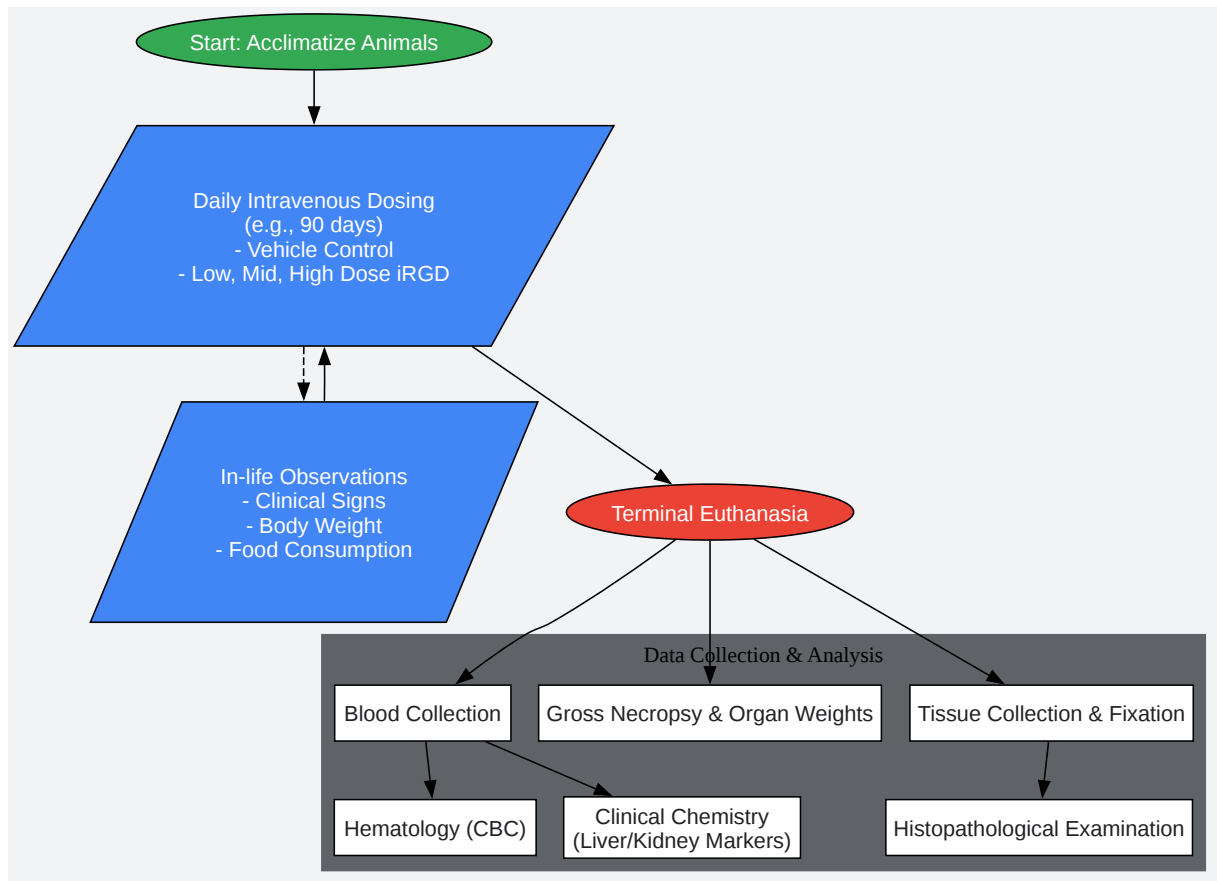 Start: Acclimatize Animals
Daily Intravenous Dosing
(e.g., 90 days)
- Vehicle Control
- Low, Mid, High Dose iRGD
In-life Observations
- Clinical Signs
- Body Weight
- Food Consumption
Terminal Euthanasia
Data Collection & Analysis
Blood Collection
Gross Necropsy & Organ Weights
Tissue Collection & Fixation
Hematology (CBC)
Clinical Chemistry
(Liver/Kidney Markers)
Histopathological Examination